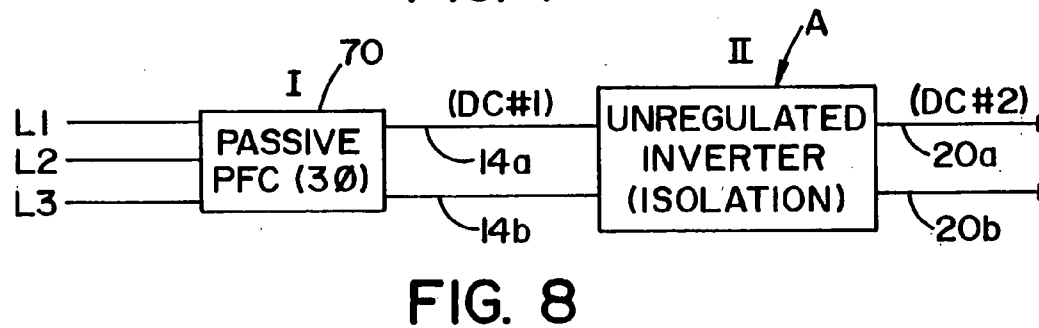 I
70
II
A
L1
L2
L3
PASSIVE
PFC (3Ø)
(DC#1)
14a
14b
UNREGULATED
INVERTER
(ISOLATION)
(DC#2)
20a
20b
FIG. 8